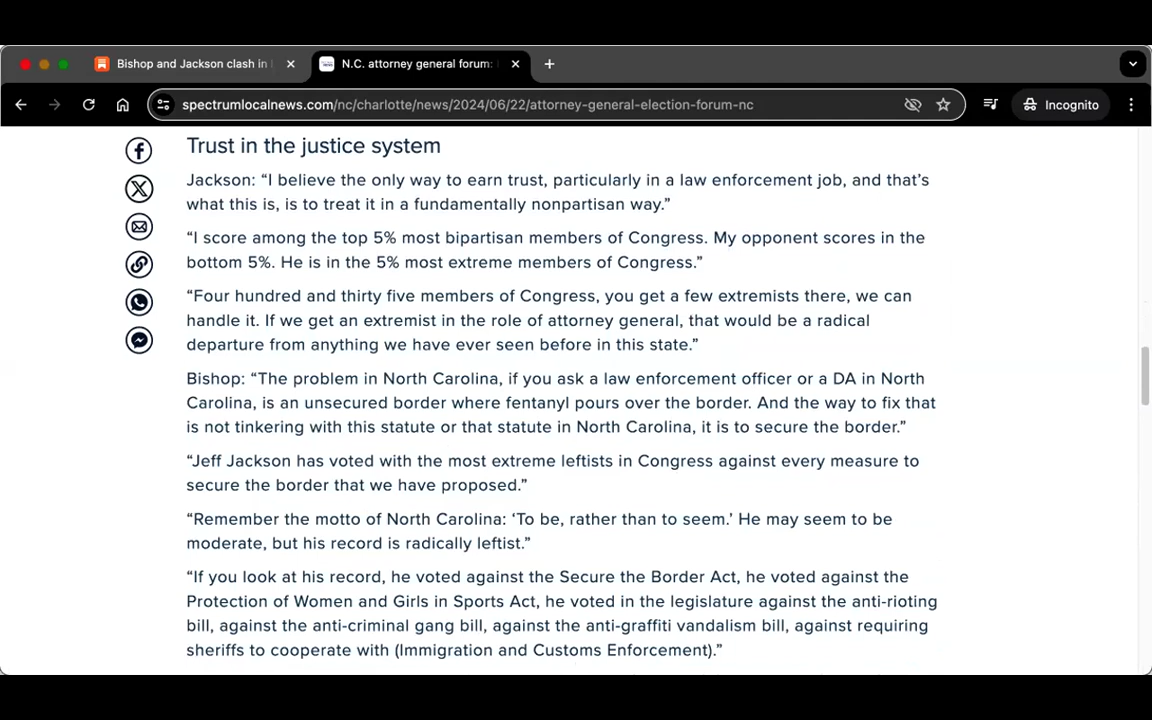 Bishop and Jackson clash in
N.C. attorney general forum:
spectrumlocalnews.com/nc/charlotte/news/2024/06/22/attorney-general-election-forum-nc
Incognito
Trust in the justice system
Jackson: “I believe the only way to earn trust, particularly in a law enforcement job, and that’s
what this is, is to treat it in a fundamentally nonpartisan way.”
“I score among the top 5% most bipartisan members of Congress. My opponent scores in the
bottom 5%. He is in the 5% most extreme members of Congress.”
“Four hundred and thirty five members of Congress, you get a few extremists there, we can
handle it. If we get an extremist in the role of attorney general, that would be a radical
departure from anything we have ever seen before in this state.”
Bishop: “The problem in North Carolina, if you ask a law enforcement officer or a DA in North
Carolina, is an unsecured border where fentanyl pours over the border. And the way to fix that
is not tinkering with this statute or that statute in North Carolina, it is to secure the border.”
“Jeff Jackson has voted with the most extreme leftists in Congress against every measure to
secure the border that we have proposed.”
“Remember the motto of North Carolina: ‘To be, rather than to seem.’ He may seem to be
moderate, but his record is radically leftist.”
“If you look at his record, he voted against the Secure the Border Act, he voted against the
Protection of Women and Girls in Sports Act, he voted in the legislature against the anti-rioting
bill, against the anti-criminal gang bill, against the anti-graffiti vandalism bill, against requiring
sheriffs to cooperate with (Immigration and Customs Enforcement).”